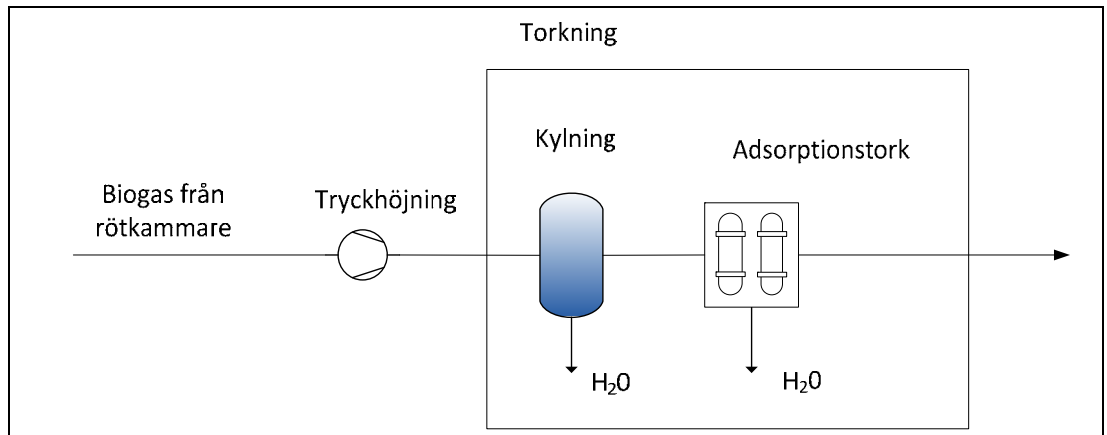 Torkning
Kylning
Adsorptionstork
Biogas från
rötkammare
Tryckhöjning
H₂0
H₂0